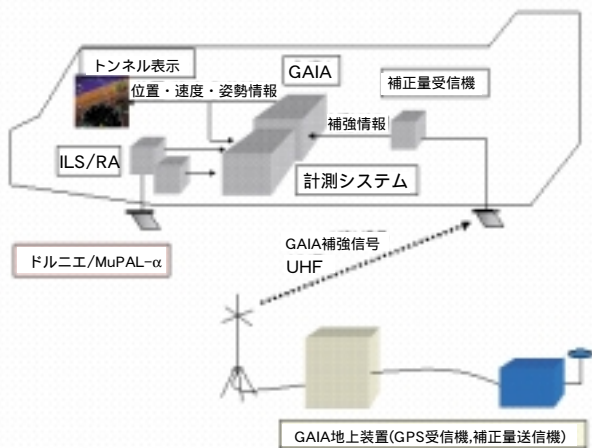 トンネル表示
GAIA
補正量受信機
位置・速度・姿勢情報
補強情報
ILS/RA
計測システム
GAIA補強信号
UHF
ドルニエ/MuPAL-α
GAIA地上装置(GPS受信機,補正量送信機)